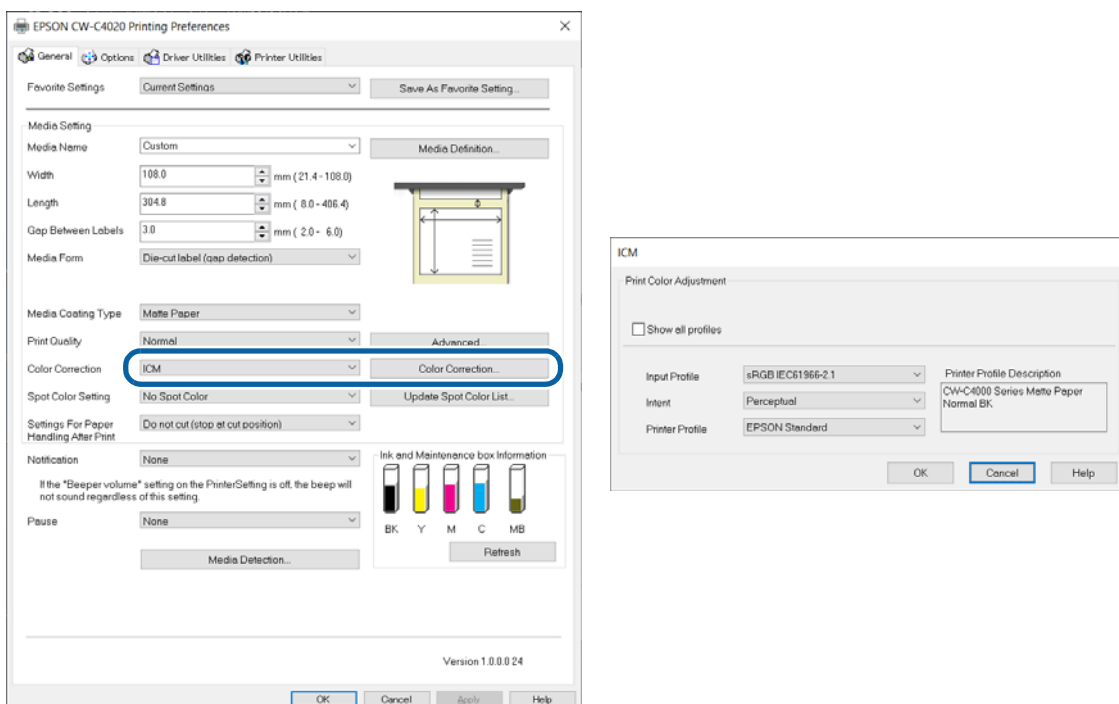 EPSON CW-C4020 Printing Preferences
General Options Driver Utilities Printer Utilities
Favorite Settings Current Settings Save As Favorite Setting...
Media Setting
Media Name Custom Media Definition...
Width 108.0 mm ( 21.4 - 108.0)
Length 304.8 mm ( 8.0 - 406.4)
Gap Between Labels 3.0 mm ( 2.0 - 6.0)
Media Form Die-cut label (gap detection)
Media Coating Type Matte Paper
Print Quality Normal Advanced...
Color Correction ICM Color Correction...
Spot Color Setting No Spot Color Update Spot Color List...
Settings For Paper
Handling After Print
Do not cut (stop at cut position)
Notification None
If the "Beeper volume" setting on the PrinterSetting is off, the beep will
not sound regardless of this setting.
Pause None
Media Detection...
Ink and Maintenance box Information
BK Y M C MB
Refresh
Version 1.0.0.0 24
OK Cancel Apply Help
ICM
Print Color Adjustment
Show all profiles
Input Profile sRGB IEC61966-2.1
Intent Perceptual
Printer Profile EPSON Standard
Printer Profile Description
CW-C4000 Series Matte Paper
Normal BK
OK Cancel Help